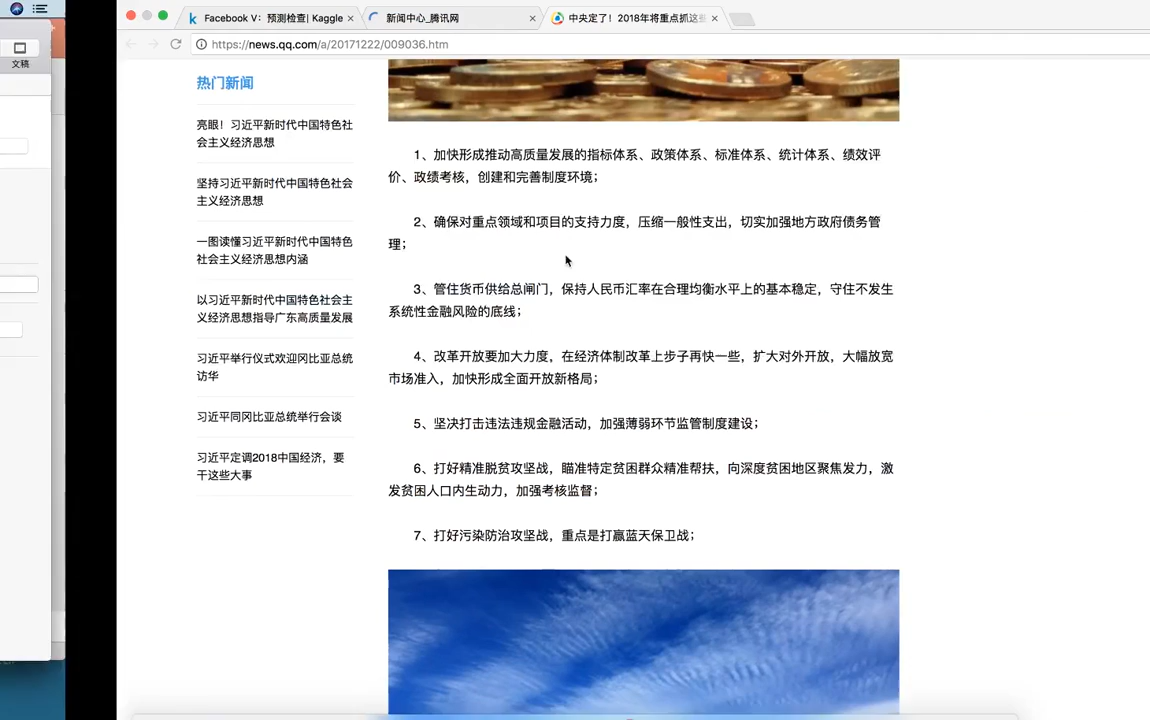 文稿
Facebook V：预测检查| Kaggle
新闻中心_腾讯网
中央定了！2018年将重点抓这些
https://news.qq.com/a/20171222/009036.htm
热门新闻
亮眼！习近平新时代中国特色社
会主义经济思想
坚持习近平新时代中国特色社会
主义经济思想
一图读懂习近平新时代中国特色
社会主义经济思想内涵
以习近平新时代中国特色社会主
义经济思想指导广东高质量发展
习近平举行仪式欢迎冈比亚总统
访华
习近平同冈比亚总统举行会谈
习近平定调2018中国经济，要
干这些大事
1、加快形成推动高质量发展的指标体系、政策体系、标准体系、统计体系、绩效评
价、政绩考核，创建和完善制度环境；
2、确保对重点领域和项目的支持力度，压缩一般性支出，切实加强地方政府债务管
理；
3、管住货币供给总闸门，保持人民币汇率在合理均衡水平上的基本稳定，守住不发生
系统性金融风险的底线；
4、改革开放要加大力度，在经济体制改革上步子再快一些，扩大对外开放，大幅放宽
市场准入，加快形成全面开放新格局；
5、坚决打击违法违规金融活动，加强薄弱环节监管制度建设；
6、打好精准脱贫攻坚战，瞄准特定贫困群众精准帮扶，向深度贫困地区聚焦发力，激
发贫困人口内生动力，加强考核监督；
7、打好污染防治攻坚战，重点是打赢蓝天保卫战；